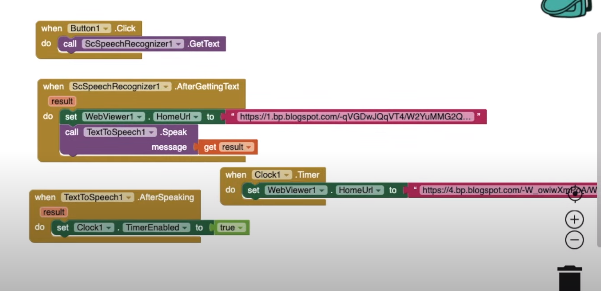 when Button1 .Click
do call ScSpeechRecognizer1 .GetText
when ScSpeechRecognizer1 .AfterGettingText
result
do set WebViewer1 . HomeUrl to " https://1.bp.blogspot.com/-qVGDwJQqVT4/W2YuMMG2Q... "
call TextToSpeech1 .Speak
message get result
when Clock1 .Timer
do set WebViewer1 . HomeUrl to " https://4.bp.blogspot.com/-W_
when TextToSpeech1 .AfterSpeaking
result
do set Clock1 . TimerEnabled to true